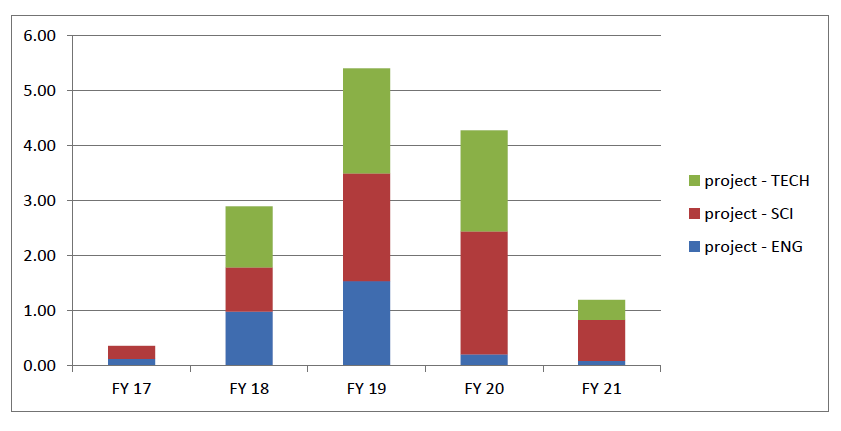 6.00
5.00
4.00
3.00
2.00
1.00
0.00
FY 17 FY 18 FY 19 FY 20 FY 21
project - TECH
project - SCI
project - ENG